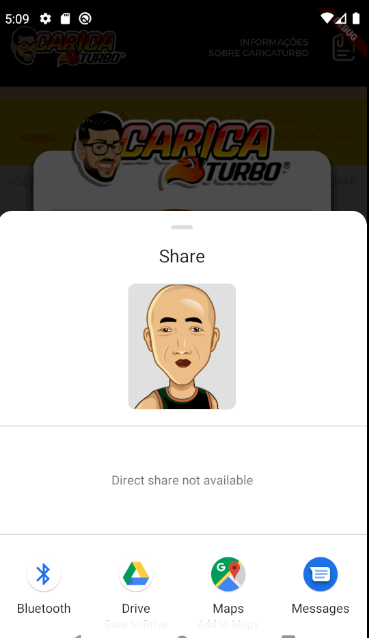 5:09
CARICA
TURBO
INFORMAÇÕES
SOBRE CARICATURBO
CARICA
TURBO®
Share
Direct share not available
Bluetooth
Drive
Maps
Messages
Save to Drive
Add to Maps